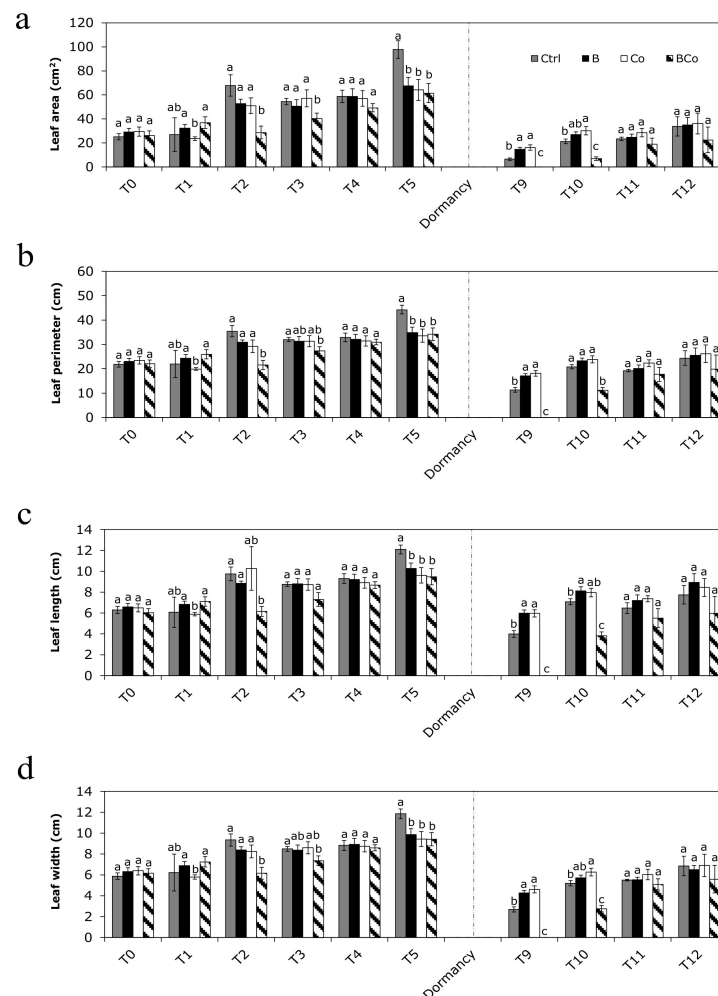 a
120
100
80
60
40
20
0
Leaf area (cm²)
Ctrl B Co BCo
a a a a
ab a b a
a a a b
a a a b
a a a a
a b b b
b a a c
b ab a c
a a a a
a a a a
T0 T1 T2 T3 T4 T5 Dormancy T9 T10 T11 T12
b
60
50
40
30
20
10
0
Leaf perimeter (cm)
a a a a
ab a b a
a a a b
a ab ab b
a a a a
a b b b
b a a c
a a a b
a a a a
a a a a
T0 T1 T2 T3 T4 T5 Dormancy T9 T10 T11 T12
c
14
12
10
8
6
4
2
0
Leaf length (cm)
a a a a
ab a b a
a a ab b
a a a a
a a a a
a b b b
b a a c
b a ab c
a a a a
a a a a
T0 T1 T2 T3 T4 T5 Dormancy T9 T10 T11 T12
d
14
12
10
8
6
4
2
0
Leaf width (cm)
a a a a
ab a b a
a a a b
a ab ab b
a a a a
a b b b
b a a c
b ab a c
a a a a
a a a a
T0 T1 T2 T3 T4 T5 Dormancy T9 T10 T11 T12